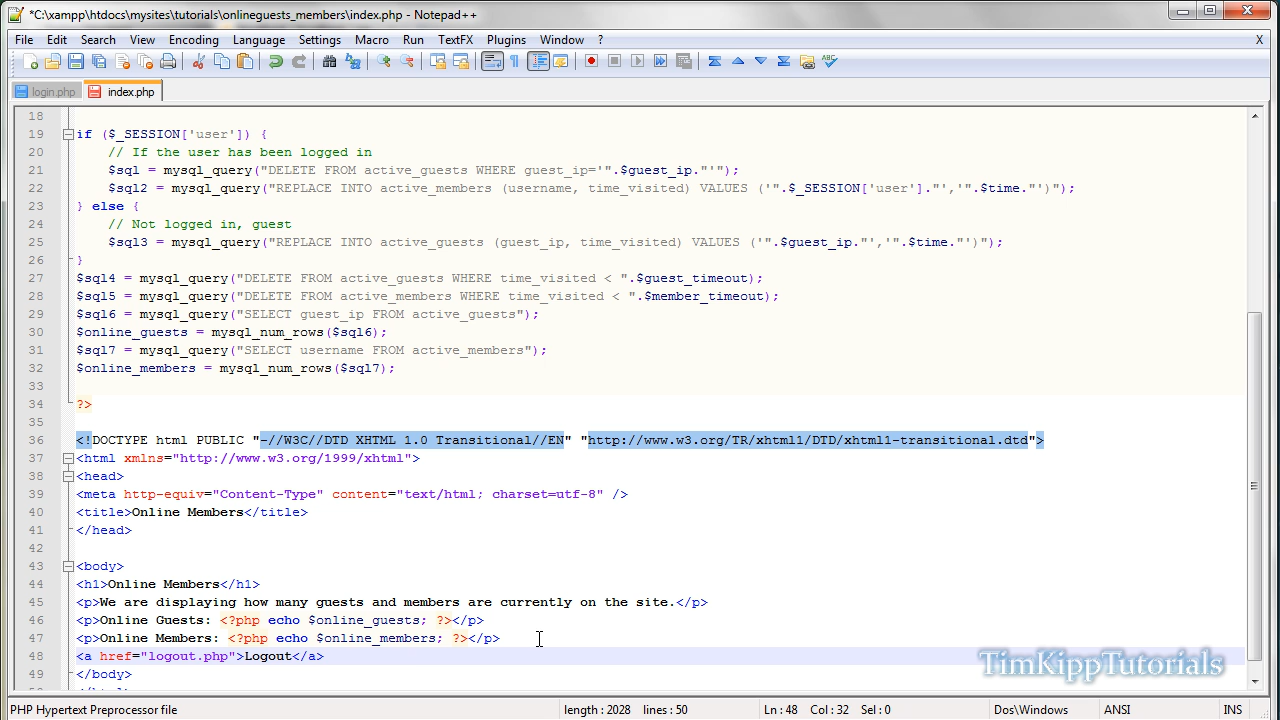 *C:\xampp\htdocs\mysites\tutorials\onlineguests_members\index.php - Notepad++
File Edit Search View Encoding Language Settings Macro Run TextFX Plugins Window ? X
login.php index.php
18
19 if ($_SESSION['user']) {
20 // If the user has been logged in
21 $sql = mysql_query("DELETE FROM active_guests WHERE guest_ip='".$guest_ip."'");
22 $sql2 = mysql_query("REPLACE INTO active_members (username, time_visited) VALUES ('".$_SESSION['user']."','".$time."')");
23 } else {
24 // Not logged in, guest
25 $sql3 = mysql_query("REPLACE INTO active_guests (guest_ip, time_visited) VALUES ('".$guest_ip."','".$time."')");
26 }
27 $sql4 = mysql_query("DELETE FROM active_guests WHERE time_visited < ".$guest_timeout);
28 $sql5 = mysql_query("DELETE FROM active_members WHERE time_visited < ".$member_timeout);
29 $sql6 = mysql_query("SELECT guest_ip FROM active_guests");
30 $online_guests = mysql_num_rows($sql6);
31 $sql7 = mysql_query("SELECT username FROM active_members");
32 $online_members = mysql_num_rows($sql7);
33
34 ?>
35
36 <!DOCTYPE html PUBLIC "-//W3C//DTD XHTML 1.0 Transitional//EN" "http://www.w3.org/TR/xhtml1/DTD/xhtml1-transitional.dtd">
37 <html xmlns="http://www.w3.org/1999/xhtml">
38 <head>
39 <meta http-equiv="Content-Type" content="text/html; charset=utf-8" />
40 <title>Online Members</title>
41 </head>
42
43 <body>
44 <h1>Online Members</h1>
45 <p>We are displaying how many guests and members are currently on the site.</p>
46 <p>Online Guests: <?php echo $online_guests; ?></p>
47 <p>Online Members: <?php echo $online_members; ?></p>
48 <a href="logout.php">Logout</a>
49 </body>
TimKippTutorials
PHP Hypertext Preprocessor file length : 2028 lines : 50 Ln : 48 Col : 32 Sel : 0 Dos\Windows ANSI INS